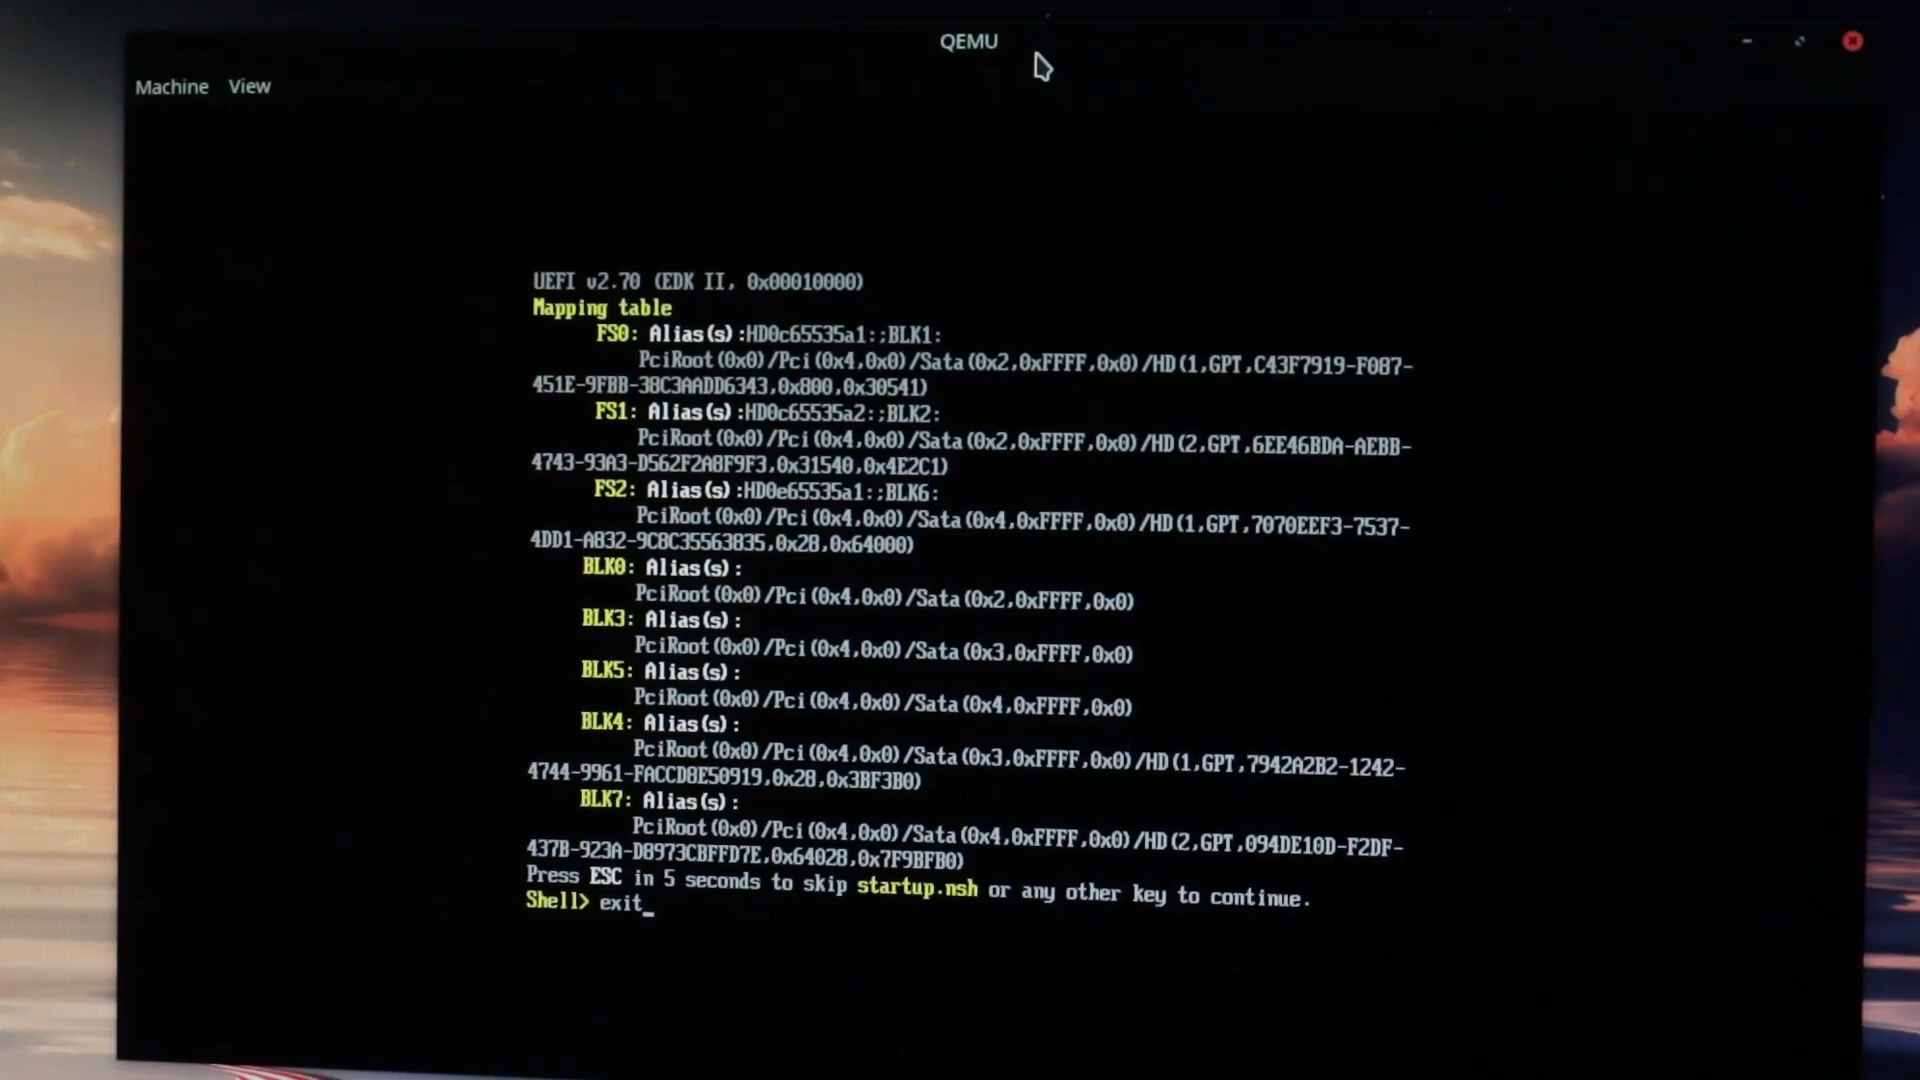 QEMU
Machine View
UEFI v2.70 (EDK II, 0x00010000)
Mapping table
FS0: Alias(s):HD0c65535a1:;BLK1:
PciRoot(0x0)/Pci(0x4,0x0)/Sata(0x2,0xFFFF,0x0)/HD(1,GPT,C43F7919-F087-
451E-9FBB-38C3AADD6343,0x800,0x30541)
FS1: Alias(s):HD0c65535a2:;BLK2:
PciRoot(0x0)/Pci(0x4,0x0)/Sata(0x2,0xFFFF,0x0)/HD(2,GPT,6EE46BDA-AEBB-
4743-93A3-D562F2A8F9F3,0x31540,0x4E2C1)
FS2: Alias(s):HD0e65535a1:;BLK6:
PciRoot(0x0)/Pci(0x4,0x0)/Sata(0x4,0xFFFF,0x0)/HD(1,GPT,7070EEF3-7537-
4DD1-A832-9C8C35563835,0x28,0x64000)
BLK0: Alias(s):
PciRoot(0x0)/Pci(0x4,0x0)/Sata(0x2,0xFFFF,0x0)
BLK3: Alias(s):
PciRoot(0x0)/Pci(0x4,0x0)/Sata(0x3,0xFFFF,0x0)
BLK5: Alias(s):
PciRoot(0x0)/Pci(0x4,0x0)/Sata(0x4,0xFFFF,0x0)
BLK4: Alias(s):
PciRoot(0x0)/Pci(0x4,0x0)/Sata(0x3,0xFFFF,0x0)/HD(1,GPT,7942A2B2-1242-
4744-9961-FACCD8E50919,0x28,0x3BF3B0)
BLK7: Alias(s):
PciRoot(0x0)/Pci(0x4,0x0)/Sata(0x4,0xFFFF,0x0)/HD(2,GPT,094DE10D-F2DF-
437B-923A-D8973CBFFD7E,0x64028,0x7F9BFB0)
Press ESC in 5 seconds to skip startup.nsh or any other key to continue.
Shell> exit_